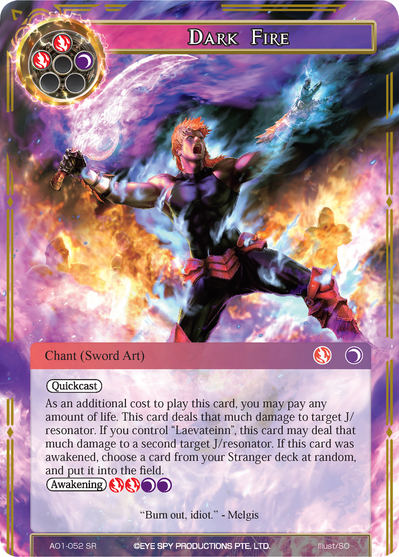 Dark Fire
Chant (Sword Art)
Quickcast
As an additional cost to play this card, you may pay any
amount of life. This card deals that much damage to target J/
resonator. If you control "Laevateinn", this card may deal that
much damage to a second target J/resonator. If this card was
awakened, choose a card from your Stranger deck at random,
and put it into the field.
Awakening
"Burn out, idiot." - Melgis
AO1-052 SR
©EYE SPY PRODUCTIONS PTE. LTD.
Illust/SO